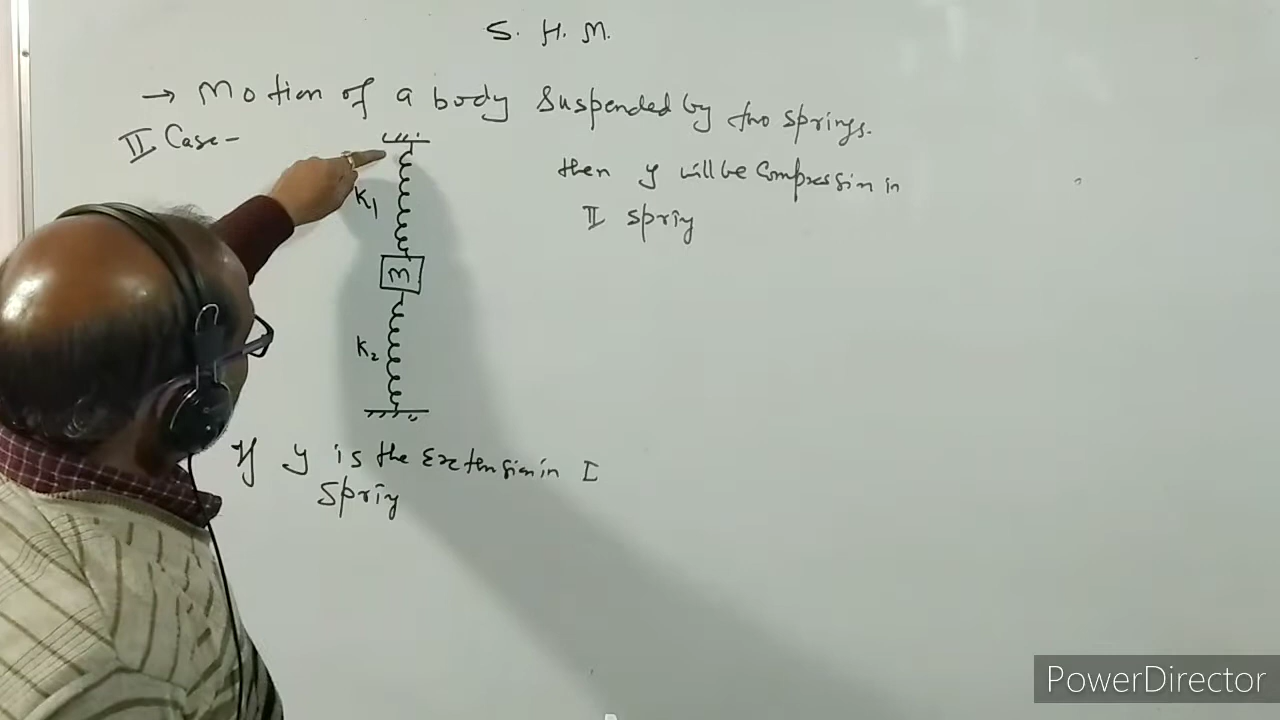 S. H. M.
→ Motion of a body Suspended by two springs.
II Case-
then y will be Compression in
II spring
K1
m
K2
If y is the Extension in I
Spring
PowerDirector